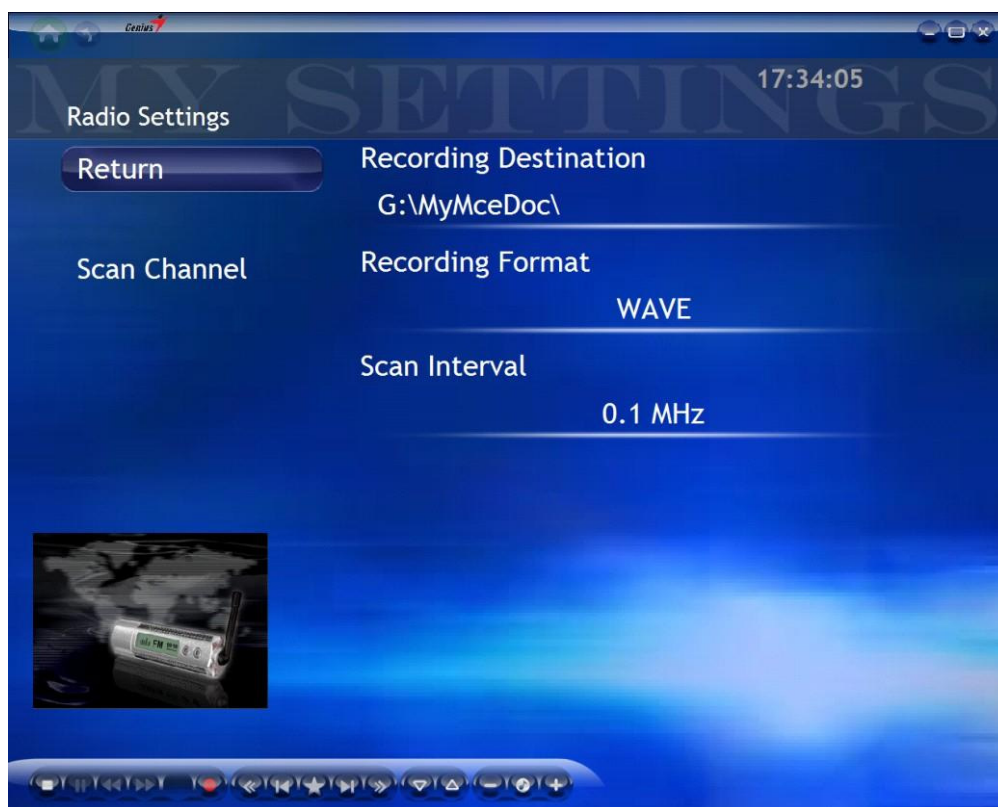 Genius
MY SETTINGS
17:34:05
Radio Settings
Return
Scan Channel
Recording Destination
G:\MyMceDoc\
Recording Format
WAVE
Scan Interval
0.1 MHz
FM